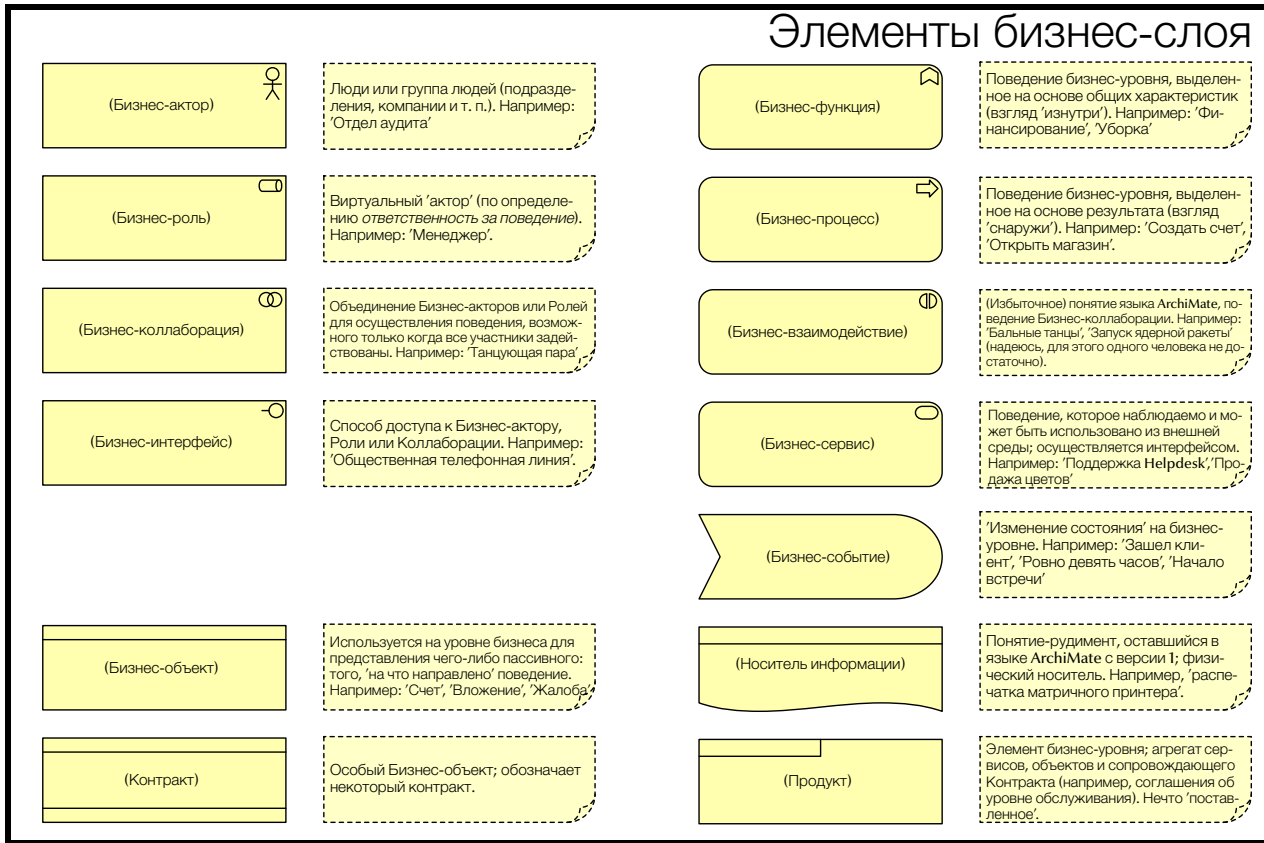 Элементы бизнес-слоя
(Бизнес-актор)
Люди или группа людей (подразде-
ления, компании и т. п.). Например:
'Отдел аудита'
(Бизнес-функция)
Поведение бизнес-уровня, выделен-
ное на основе общих характеристик
(взгляд 'изнутри'). Например: 'Фи-
нансирование', 'Уборка'
(Бизнес-роль)
Виртуальный 'актор' (по определе-
нию ответственность за поведение).
Например: 'Менеджер'.
(Бизнес-процесс)
Поведение бизнес-уровня, выделен-
ное на основе результата (взгляд
'снаружи'). Например: 'Создать счет',
'Открыть магазин'.
(Бизнес-коллаборация)
Объединение Бизнес-акторов или Ролей
для осуществления поведения, возмож-
ного только когда все участники задей-
ствованы. Например: 'Танцующая пара'
(Бизнес-взаимодействие)
(Избыточное) понятие языка ArchiMate, по-
ведение Бизнес-коллаборации. Например:
'Бальные танцы', 'Запуск ядерной ракеты'
(надеюсь, для этого одного человека не до-
статочно).
(Бизнес-интерфейс)
Способ доступа к Бизнес-актору,
Роли или Коллаборации. Например:
'Общественная телефонная линия'.
(Бизнес-сервис)
Поведение, которое наблюдаемо и мо-
жет быть использовано из внешней
среды; осуществляется интерфейсом.
Например: 'Поддержка Helpdesk','Про-
дажа цветов'
(Бизнес-событие)
'Изменение состояния' на бизнес-
уровне. Например: 'Зашел кли-
ент', 'Ровно девять часов', 'Начало
встречи'
(Бизнес-объект)
Используется на уровне бизнеса для
представления чего-либо пассивного:
того, 'на что направлено' поведение.
Например: 'Счет', 'Вложение', 'Жалоба'
(Носитель информации)
Понятие-рудимент, оставшийся в
языке ArchiMate с версии 1; физи-
ческий носитель. Например, 'распе-
чатка матричного принтера'.
(Контракт)
Особый Бизнес-объект; обозначает
некоторый контракт.
(Продукт)
Элемент бизнес-уровня; агрегат сер-
висов, объектов и сопровождающего
Контракта (например, соглашения об
уровне обслуживания). Нечто 'постав-
ленное'.